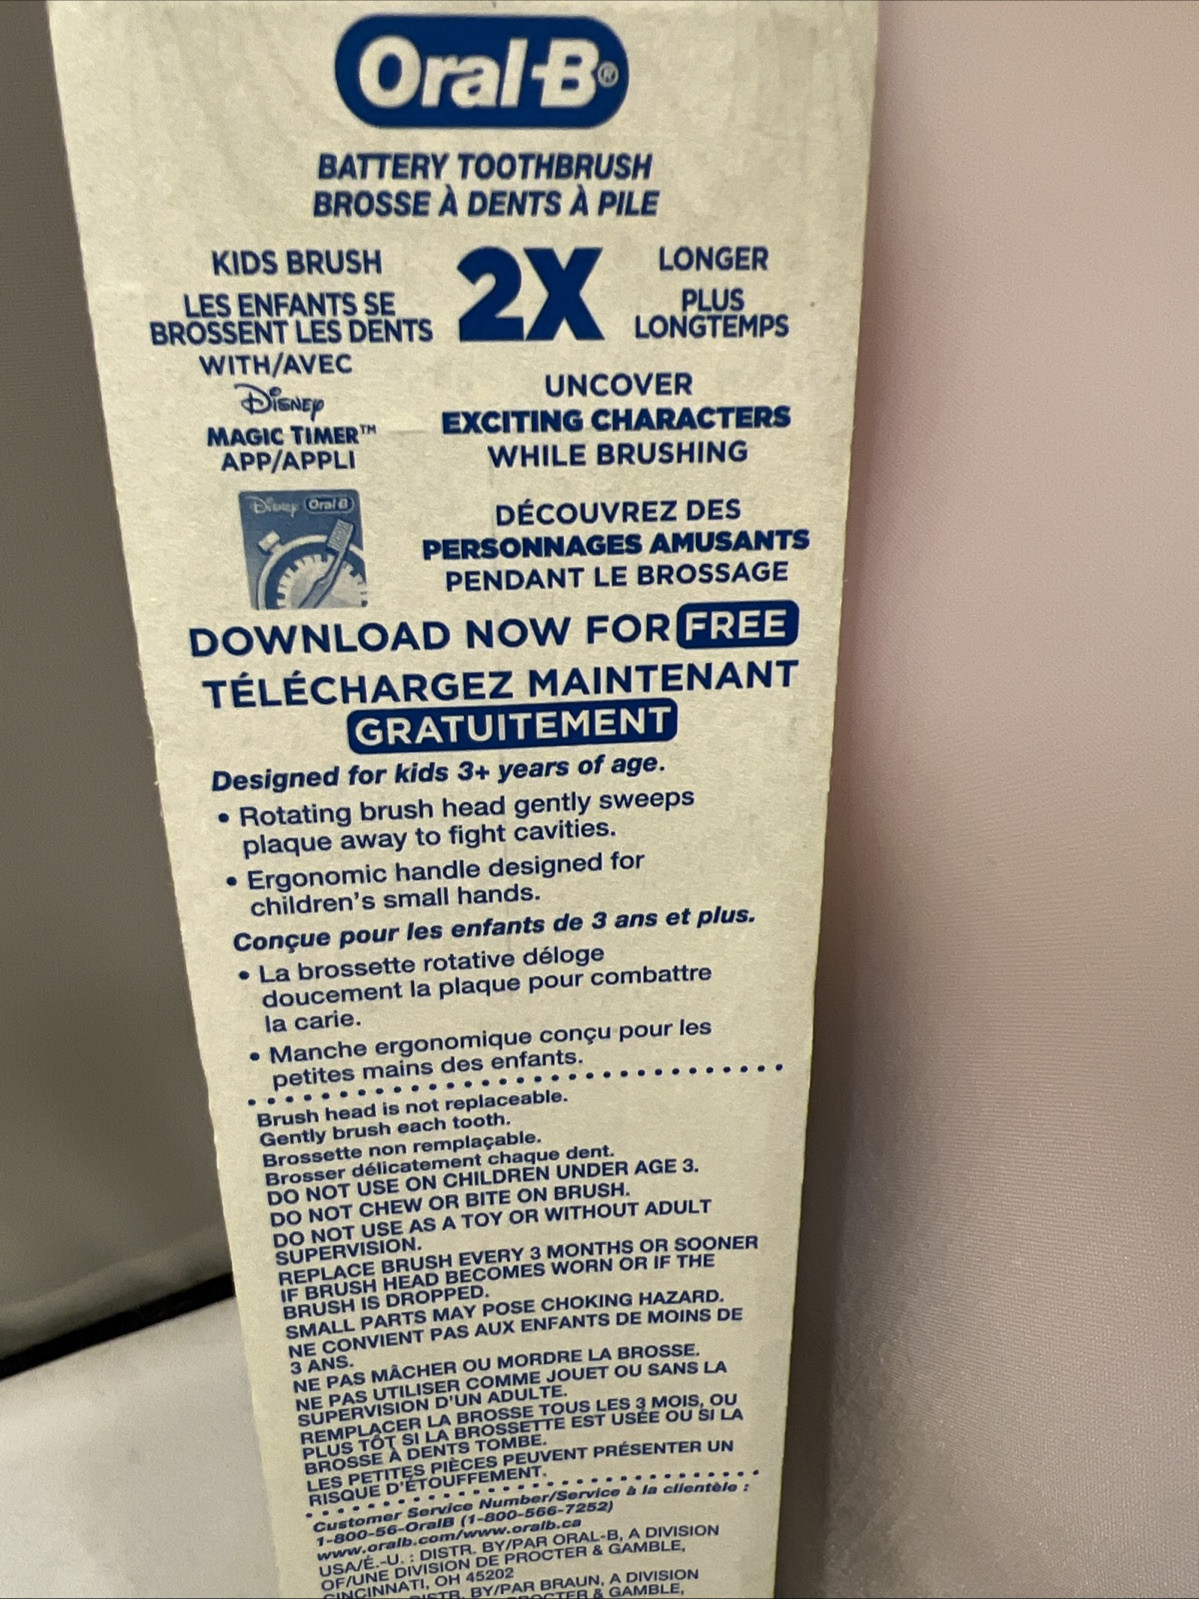 Oral-B®
BATTERY TOOTHBRUSH
BROSSE À DENTS À PILE
KIDS BRUSH
LES ENFANTS SE
BROSSENT LES DENTS
2X
LONGER
PLUS
LONGTEMPS
WITH/AVEC
Disney
MAGIC TIMER™
APP/APPLI
UNCOVER
EXCITING CHARACTERS
WHILE BRUSHING
Disney Oral B
DÉCOUVREZ DES
PERSONNAGES AMUSANTS
PENDANT LE BROSSAGE
DOWNLOAD NOW FOR FREE
TÉLÉCHARGEZ MAINTENANT
GRATUITEMENT
Designed for kids 3+ years of age.
• Rotating brush head gently sweeps
plaque away to fight cavities.
• Ergonomic handle designed for
children's small hands.
Conçue pour les enfants de 3 ans et plus.
• La brossette rotative déloge
doucement la plaque pour combattre
la carie.
• Manche ergonomique conçu pour les
petites mains des enfants.
Brush head is not replaceable.
Gently brush each tooth.
Brossette non remplaçable.
Brosser délicatement chaque dent.
DO NOT USE ON CHILDREN UNDER AGE 3.
DO NOT CHEW OR BITE ON BRUSH.
DO NOT USE AS A TOY OR WITHOUT ADULT
SUPERVISION.
REPLACE BRUSH EVERY 3 MONTHS OR SOONER
IF BRUSH HEAD BECOMES WORN OR IF THE
BRUSH IS DROPPED.
SMALL PARTS MAY POSE CHOKING HAZARD.
NE CONVIENT PAS AUX ENFANTS DE MOINS DE
3 ANS.
NE PAS MÂCHER OU MORDRE LA BROSSE.
NE PAS UTILISER COMME JOUET OU SANS LA
SUPERVISION D'UN ADULTE.
REMPLACER LA BROSSE TOUS LES 3 MOIS, OU
PLUS TÔT SI LA BROSSETTE EST USÉE OU SI LA
BROSSE À DENTS TOMBE.
LES PETITES PIÈCES PEUVENT PRÉSENTER UN
RISQUE D'ÉTOUFFEMENT.
Customer Service Number/Service à la clientèle :
1-800-56-OralB (1-800-566-7252)
www.oralb.com/www.oralb.ca
USA/É.-U. : DISTR. BY/PAR ORAL-B, A DIVISION
OF/UNE DIVISION DE PROCTER & GAMBLE,
CINCINNATI, OH 45202
DISTR. BY/PAR BRAUN, A DIVISION
PROCTER & GAMBLE,